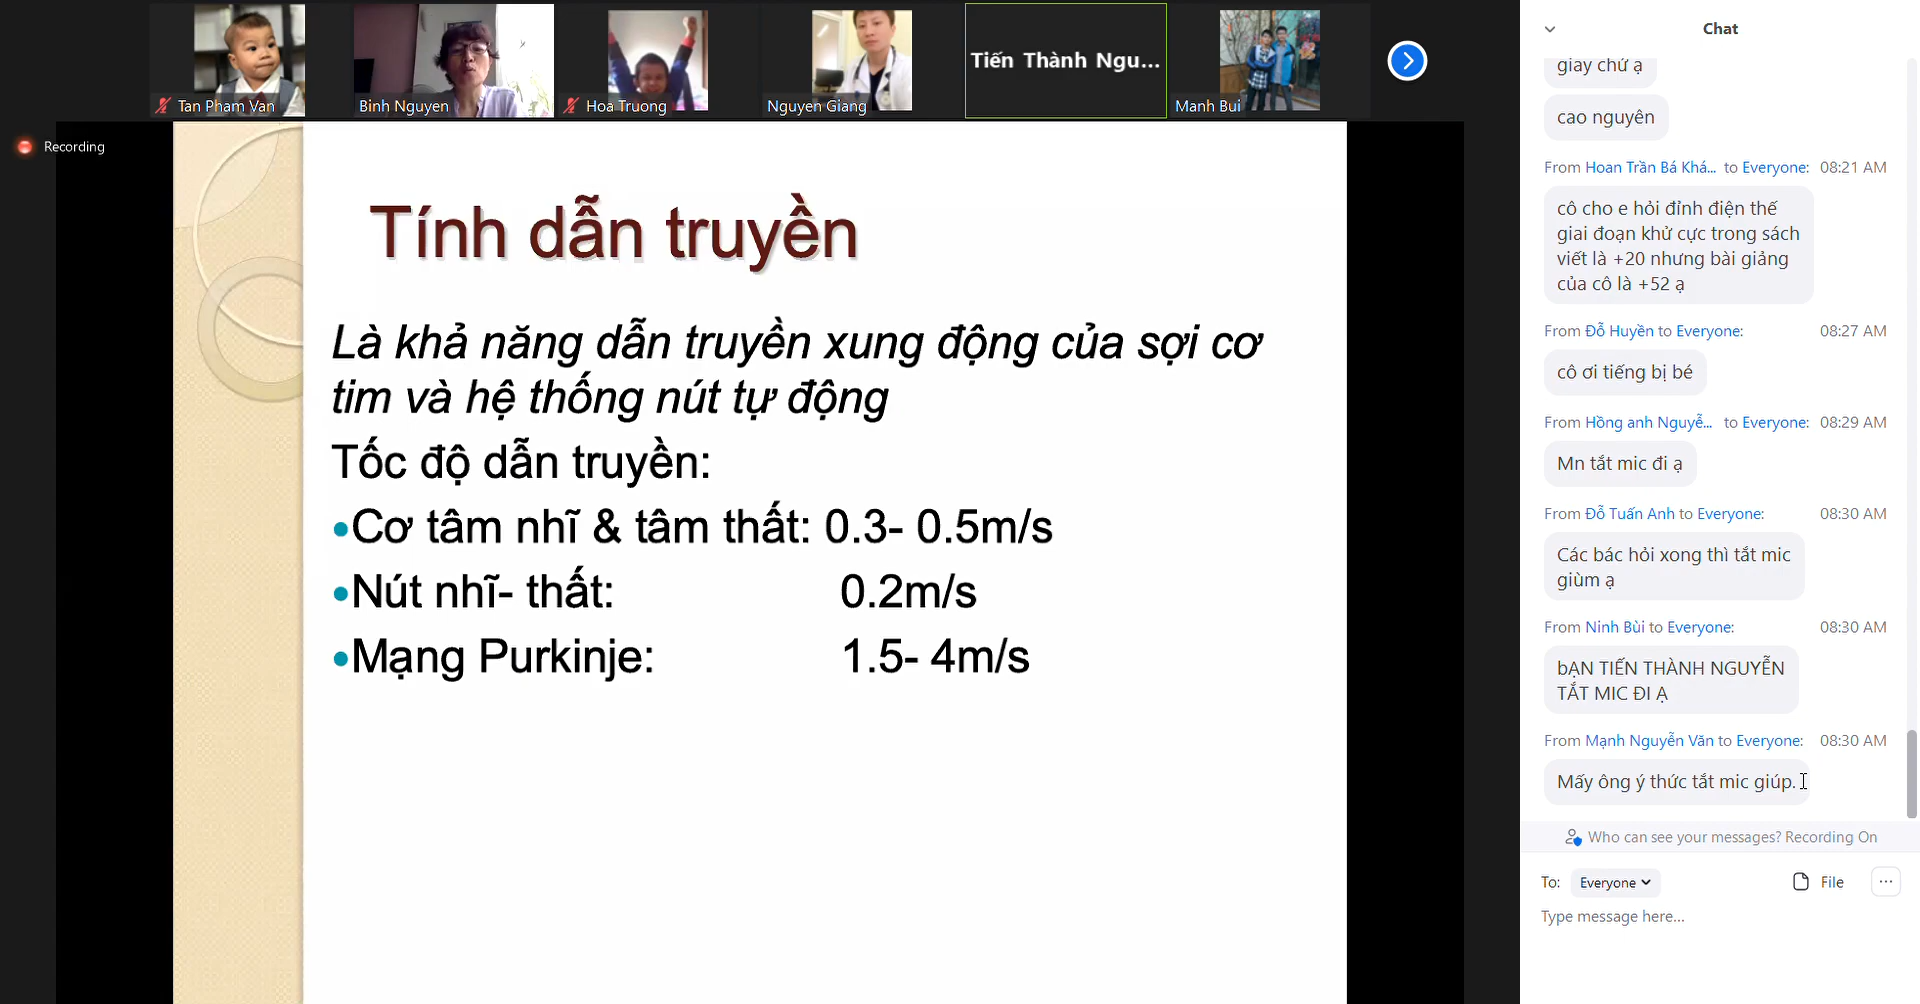 Tan Pham Van
Binh Nguyen
Hoa Truong
Nguyen Giang
Tiến Thành Ngu...
Manh Bui
Recording
Tính dẫn truyền
Là khả năng dẫn truyền xung động của sợi cơ
tim và hệ thống nút tự động
Tốc độ dẫn truyền:
•Cơ tâm nhĩ & tâm thất: 0.3- 0.5m/s
•Nút nhĩ- thất: 0.2m/s
•Mạng Purkinje: 1.5- 4m/s
Chat
giay chứ ạ
cao nguyên
From Hoan Trần Bá Khá... to Everyone: 08:21 AM
cô cho e hỏi đỉnh điện thế
giai đoạn khử cực trong sách
viết là +20 nhưng bài giảng
của cô là +52 ạ
From Đỗ Huyền to Everyone: 08:27 AM
cô ơi tiếng bị bé
From Hồng anh Nguyễ... to Everyone: 08:29 AM
Mn tắt mic đi ạ
From Đỗ Tuấn Anh to Everyone: 08:30 AM
Các bác hỏi xong thì tắt mic
giùm ạ
From Ninh Bùi to Everyone: 08:30 AM
bẠN TIẾN THÀNH NGUYỄN
TẮT MIC ĐI Ạ
From Mạnh Nguyễn Văn to Everyone: 08:30 AM
Mấy ông ý thức tắt mic giúp.
Who can see your messages? Recording On
To: Everyone File ...
Type message here...